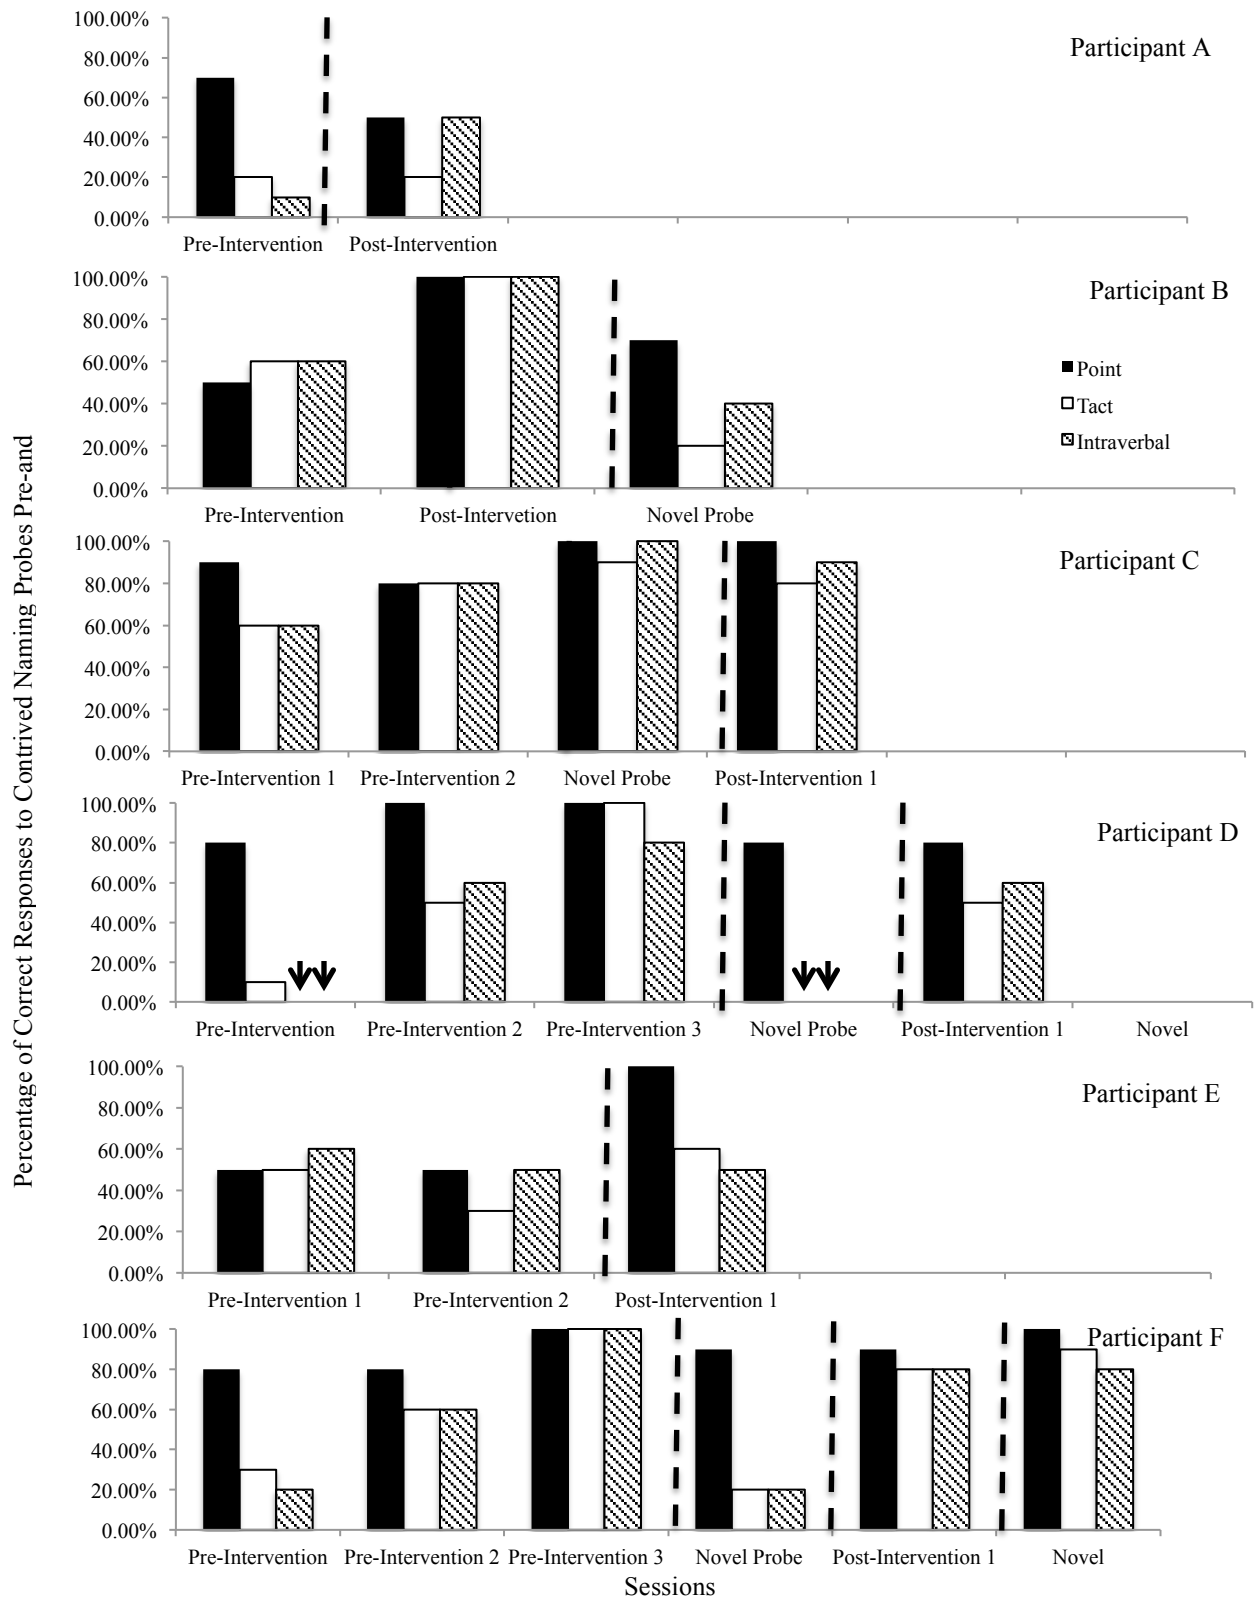 Percentage of Correct Responses to Contrived Naming Probes Pre-and
100.00%
80.00%
60.00%
40.00%
20.00%
0.00%
Participant A
Pre-Intervention Post-Intervention
100.00%
80.00%
60.00%
40.00%
20.00%
0.00%
Participant B
Point
Tact
Intraverbal
Pre-Intervention Post-Intervetion Novel Probe
100.00%
80.00%
60.00%
40.00%
20.00%
0.00%
Participant C
Pre-Intervention 1 Pre-Intervention 2 Novel Probe Post-Intervention 1
100.00%
80.00%
60.00%
40.00%
20.00%
0.00%
Participant D
Pre-Intervention Pre-Intervention 2 Pre-Intervention 3 Novel Probe Post-Intervention 1 Novel
100.00%
80.00%
60.00%
40.00%
20.00%
0.00%
Participant E
Pre-Intervention 1 Pre-Intervention 2 Post-Intervention 1
100.00%
80.00%
60.00%
40.00%
20.00%
0.00%
Participant F
Pre-Intervention Pre-Intervention 2 Pre-Intervention 3 Novel Probe Post-Intervention 1 Novel
Sessions